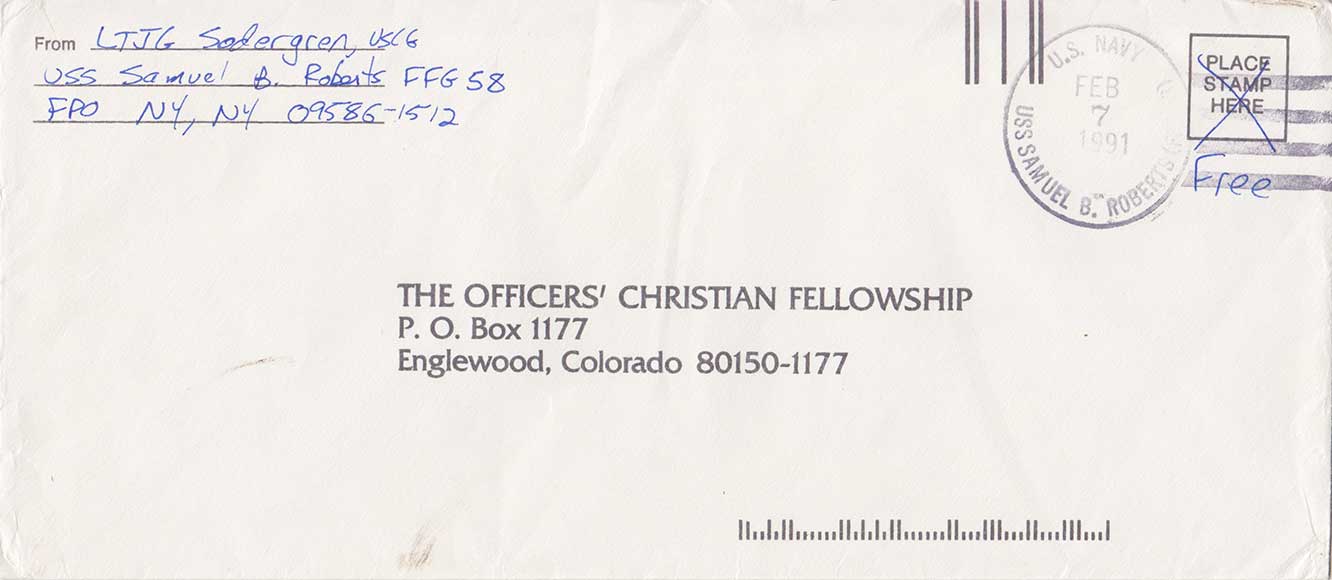 From LTJG Sodergren, USCG
USS Samuel B. Roberts FFG 58
FPO NY, NY 09586-1512
U.S. NAVY
FEB
7
1991
USS SAMUEL B. ROBERTS
PLACE
STAMP
HERE
Free
THE OFFICERS' CHRISTIAN FELLOWSHIP
P. O. Box 1177
Englewood, Colorado 80150-1177